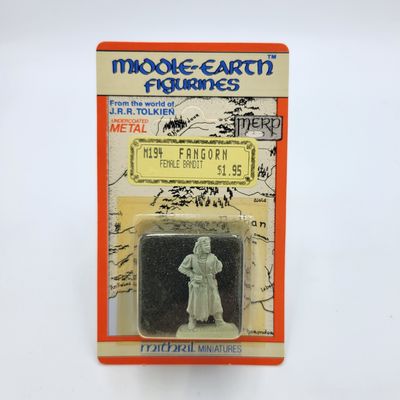 MIDDLE-EARTH™
FIGURINES
From the world of
J.R.R. TOLKIEN
UNDERCOATED
METAL
MERP
M194 FANGORN
FEMALE BANDIT
$1.95
mithril MINIATURES